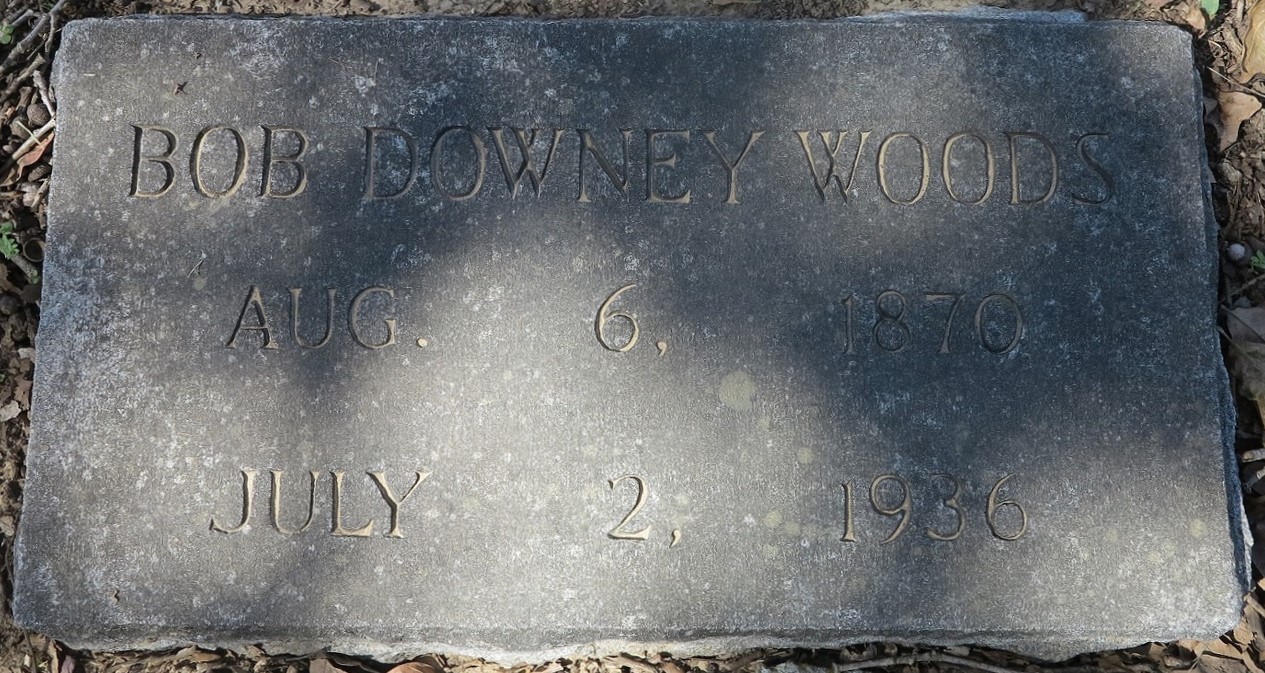 BOB DOWNEY WOODS
AUG. 6, 1870
JULY 2, 1936